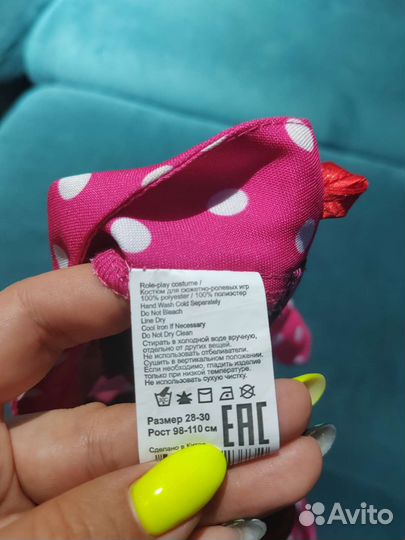 Role-play costume /
Костюм для сюжетно-ролевых игр
100% polyester / 100% полиэстер
Hand Wash Cold Separately
Do Not Bleach
Line Dry
Cool Iron If Necessary
Do Not Dry Clean
Стирать в холодной воде вручную,
отдельно от других вещей.
Не использовать отбеливатели.
Сушить в вертикальном положении.
Если необходимо, гладить изделие
только при низкой температуре.
Не использовать сухую чистку.
Размер 28-30
Рост 98-110 см
EAC
Сделано в
Avito